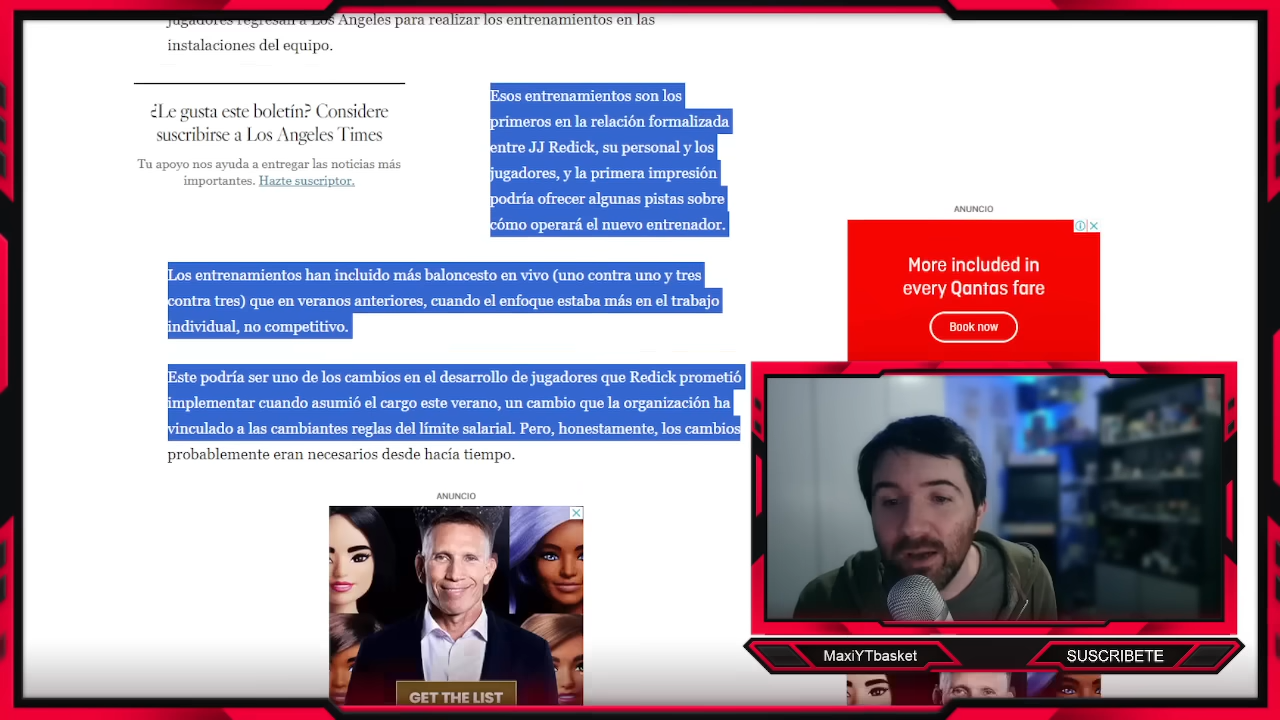 jugadores regresan a Los Angeles para realizar los entrenamientos en las
instalaciones del equipo.
¿Le gusta este boletín? Considere
suscribirse a Los Angeles Times
Tu apoyo nos ayuda a entregar las noticias más
importantes. Hazte suscriptor.
Esos entrenamientos son los
primeros en la relación formalizada
entre JJ Redick, su personal y los
jugadores, y la primera impresión
podría ofrecer algunas pistas sobre
cómo operará el nuevo entrenador.
Los entrenamientos han incluido más baloncesto en vivo (uno contra uno y tres
contra tres) que en veranos anteriores, cuando el enfoque estaba más en el trabajo
individual, no competitivo.
Este podría ser uno de los cambios en el desarrollo de jugadores que Redick prometió
implementar cuando asumió el cargo este verano, un cambio que la organización ha
vinculado a las cambiantes reglas del límite salarial. Pero, honestamente, los cambios
probablemente eran necesarios desde hacía tiempo.
ANUNCIO
GET THE LIST
ANUNCIO
More included in
every Qantas fare
Book now
MaxiYTbasket
SUSCRIBETE